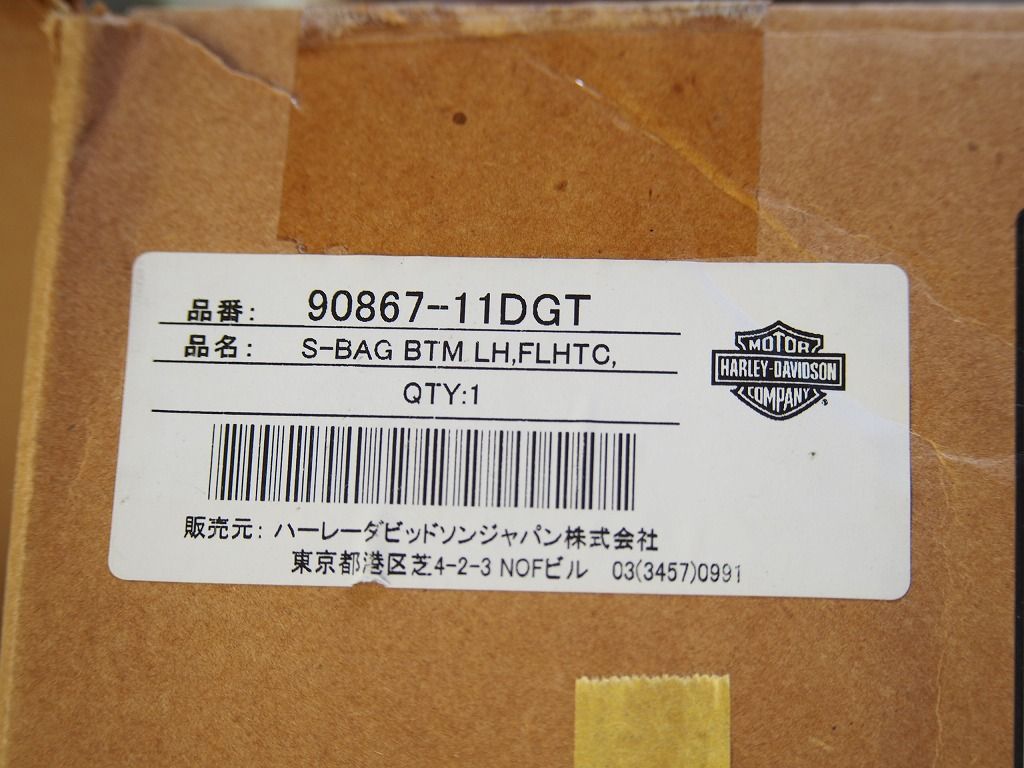 品番: 90867-11DGT
品名: S-BAG BTM LH,FLHTC,
QTY:1
MOTOR
HARLEY-DAVIDSON
COMPANY
販売元: ハーレーダビッドソンジャパン株式会社
東京都港区芝4-2-3 NOFビル 03(3457)0991